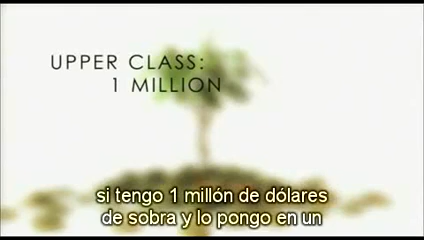 UPPER CLASS:
1 MILLION
si tengo 1 millón de dólares
de sobra y lo pongo en un